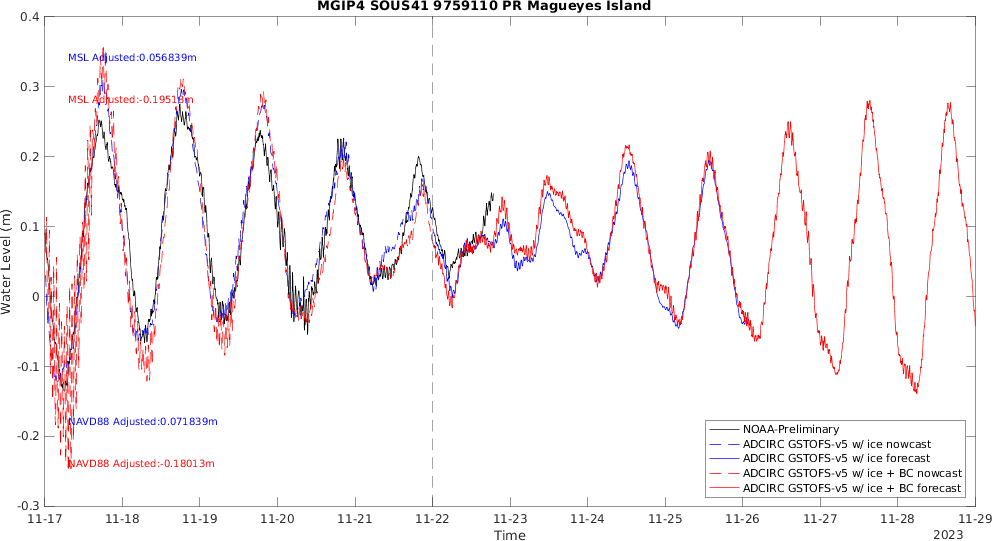 MGIP4 SOUS41 9759110 PR Magueyes Island
Water Level (m)
0.4
0.3
0.2
0.1
0
-0.1
-0.2
-0.3
MSL Adjusted:0.056839m
MSL Adjusted:
NAVD88 Adjusted:0.071839m
NAVD88 Adjusted:-0.18013m
NOAA-Preliminary
ADCIRC GSTOFS-v5 w/ ice nowcast
ADCIRC GSTOFS-v5 w/ ice forecast
ADCIRC GSTOFS-v5 w/ ice + BC nowcast
ADCIRC GSTOFS-v5 w/ ice + BC forecast
11-17 11-18 11-19 11-20 11-21 11-22 11-23 11-24 11-25 11-26 11-27 11-28 11-29
Time
2023